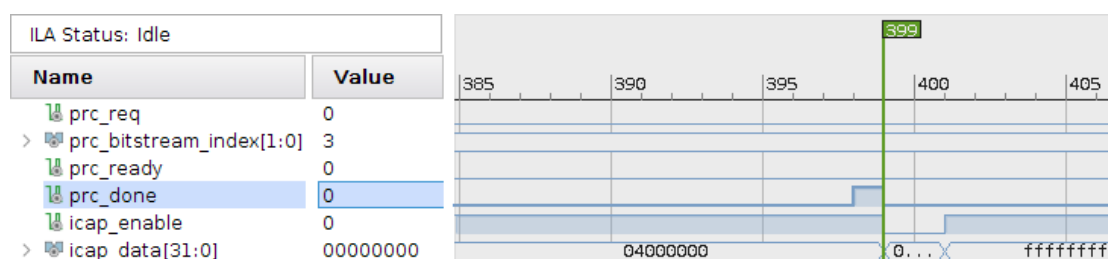 ILA Status: Idle
399
Name Value
385 390 395 400 405
prc_req 0
prc_bitstream_index[1:0] 3
prc_ready 0
prc_done 0
icap_enable 0
icap_data[31:0] 00000000 04000000 0... ffffffff